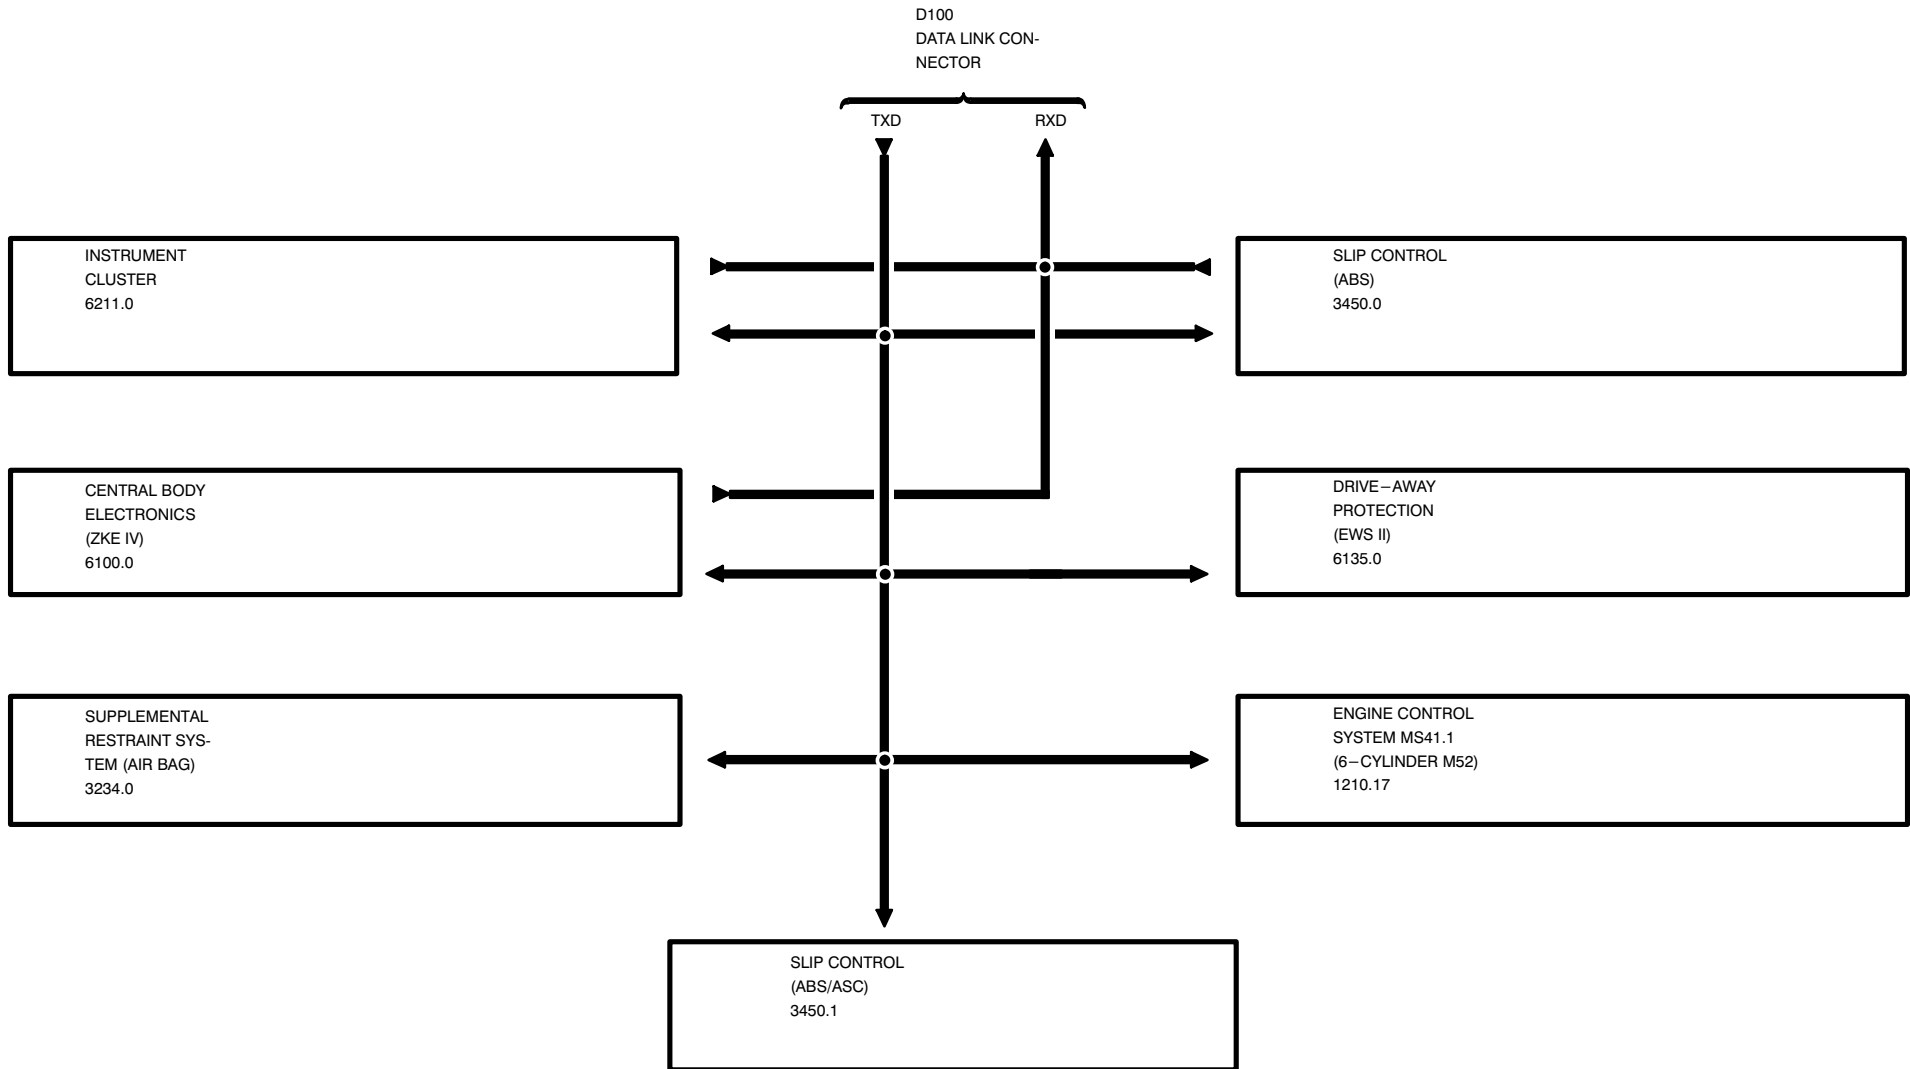 D100
DATA LINK CON-
NECTOR
TXD
RXD
INSTRUMENT
CLUSTER
6211.0
SLIP CONTROL
(ABS)
3450.0
CENTRAL BODY
ELECTRONICS
(ZKE IV)
6100.0
DRIVE−AWAY
PROTECTION
(EWS II)
6135.0
SUPPLEMENTAL
RESTRAINT SYS-
TEM (AIR BAG)
3234.0
ENGINE CONTROL
SYSTEM MS41.1
(6−CYLINDER M52)
1210.17
SLIP CONTROL
(ABS/ASC)
3450.1